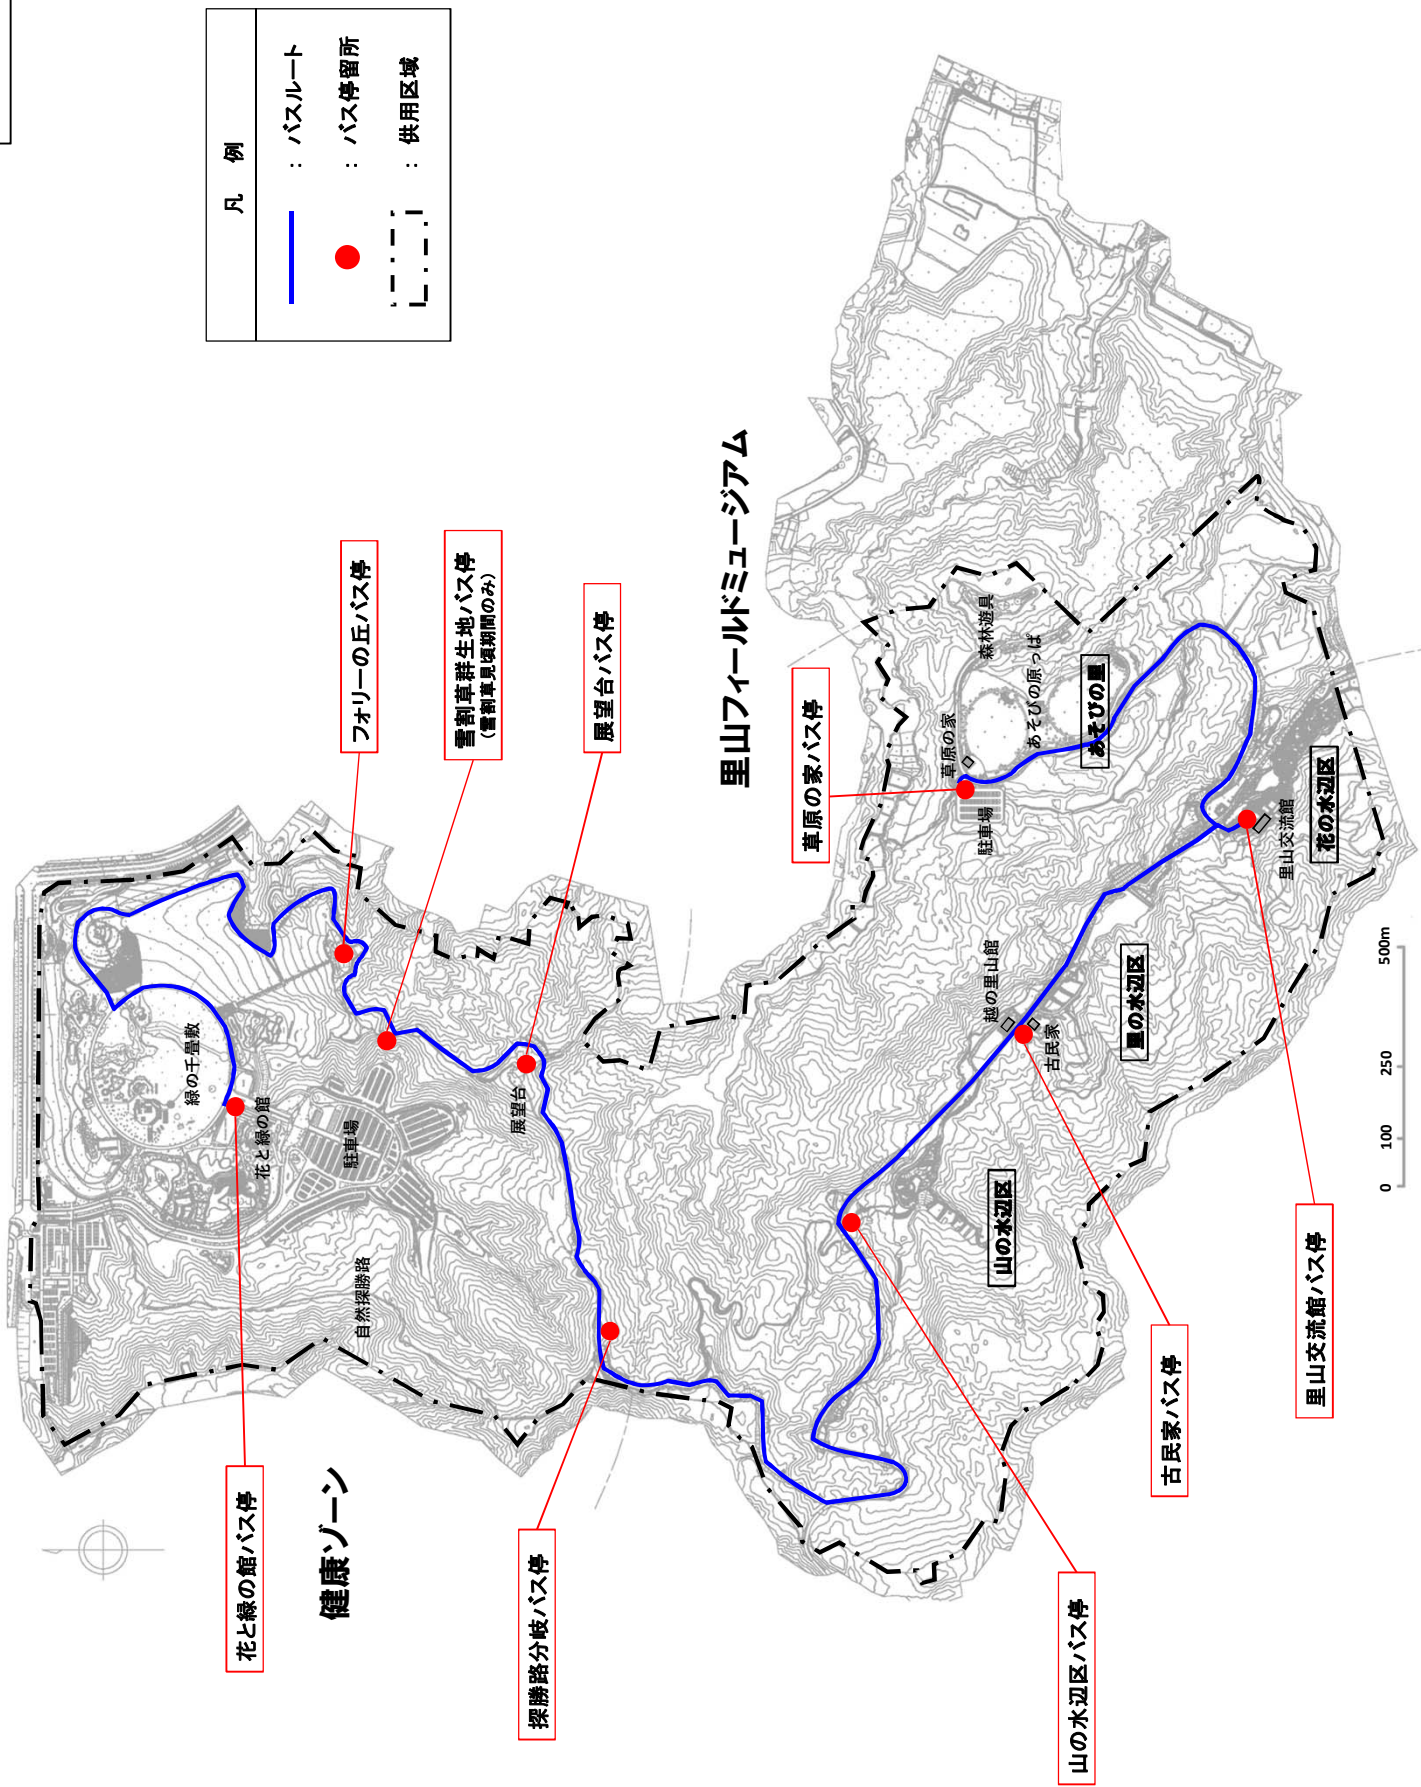 凡 例
: バスルート
: バス停留所
: 供用区域
健康ゾーン
里山フィールドミュージアム
花と緑の館バス停
フォリーの丘バス停
雪割草群生地バス停
(雪割草見頃期間のみ)
展望台バス停
探勝路分岐バス停
草原の家バス停
山の水辺区バス停
古民家バス停
里山交流館バス停
緑の千畳敷
花と緑の館
駐車場
自然探勝路
展望台
草原の家
駐車場
森林遊具
あそびの原っぱ
あそびの里
越の里山館
古民家
里の水辺区
山の水辺区
里山交流館
花の水辺区
0 100 250 500m